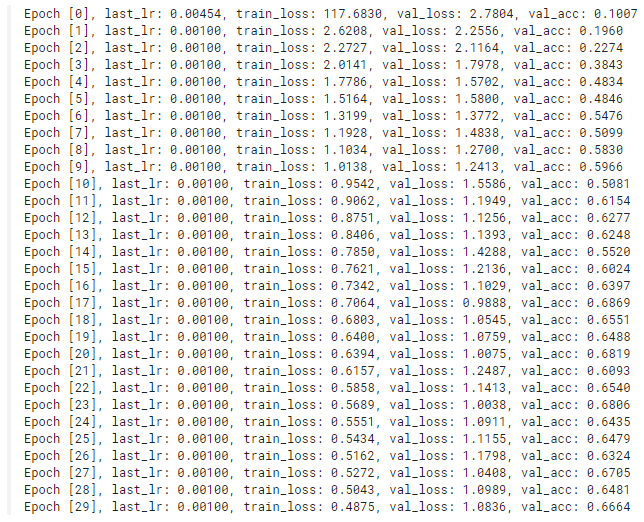 Epoch [0], last_lr: 0.00454, train_loss: 117.6830, val_loss: 2.7804, val_acc: 0.1007
Epoch [1], last_lr: 0.00100, train_loss: 2.6208, val_loss: 2.2556, val_acc: 0.1960
Epoch [2], last_lr: 0.00100, train_loss: 2.2727, val_loss: 2.1164, val_acc: 0.2274
Epoch [3], last_lr: 0.00100, train_loss: 2.0141, val_loss: 1.7978, val_acc: 0.3843
Epoch [4], last_lr: 0.00100, train_loss: 1.7786, val_loss: 1.5702, val_acc: 0.4834
Epoch [5], last_lr: 0.00100, train_loss: 1.5164, val_loss: 1.5800, val_acc: 0.4846
Epoch [6], last_lr: 0.00100, train_loss: 1.3199, val_loss: 1.3772, val_acc: 0.5476
Epoch [7], last_lr: 0.00100, train_loss: 1.1928, val_loss: 1.4838, val_acc: 0.5099
Epoch [8], last_lr: 0.00100, train_loss: 1.1034, val_loss: 1.2700, val_acc: 0.5830
Epoch [9], last_lr: 0.00100, train_loss: 1.0138, val_loss: 1.2413, val_acc: 0.5966
Epoch [10], last_lr: 0.00100, train_loss: 0.9542, val_loss: 1.5586, val_acc: 0.5081
Epoch [11], last_lr: 0.00100, train_loss: 0.9062, val_loss: 1.1949, val_acc: 0.6154
Epoch [12], last_lr: 0.00100, train_loss: 0.8751, val_loss: 1.1256, val_acc: 0.6277
Epoch [13], last_lr: 0.00100, train_loss: 0.8406, val_loss: 1.1393, val_acc: 0.6248
Epoch [14], last_lr: 0.00100, train_loss: 0.7850, val_loss: 1.4288, val_acc: 0.5520
Epoch [15], last_lr: 0.00100, train_loss: 0.7621, val_loss: 1.2136, val_acc: 0.6024
Epoch [16], last_lr: 0.00100, train_loss: 0.7342, val_loss: 1.1029, val_acc: 0.6397
Epoch [17], last_lr: 0.00100, train_loss: 0.7064, val_loss: 0.9888, val_acc: 0.6869
Epoch [18], last_lr: 0.00100, train_loss: 0.6803, val_loss: 1.0545, val_acc: 0.6551
Epoch [19], last_lr: 0.00100, train_loss: 0.6400, val_loss: 1.0759, val_acc: 0.6488
Epoch [20], last_lr: 0.00100, train_loss: 0.6394, val_loss: 1.0075, val_acc: 0.6819
Epoch [21], last_lr: 0.00100, train_loss: 0.6157, val_loss: 1.2487, val_acc: 0.6093
Epoch [22], last_lr: 0.00100, train_loss: 0.5858, val_loss: 1.1413, val_acc: 0.6540
Epoch [23], last_lr: 0.00100, train_loss: 0.5689, val_loss: 1.0038, val_acc: 0.6806
Epoch [24], last_lr: 0.00100, train_loss: 0.5551, val_loss: 1.0911, val_acc: 0.6435
Epoch [25], last_lr: 0.00100, train_loss: 0.5434, val_loss: 1.1155, val_acc: 0.6479
Epoch [26], last_lr: 0.00100, train_loss: 0.5162, val_loss: 1.1798, val_acc: 0.6324
Epoch [27], last_lr: 0.00100, train_loss: 0.5272, val_loss: 1.0408, val_acc: 0.6705
Epoch [28], last_lr: 0.00100, train_loss: 0.5043, val_loss: 1.0989, val_acc: 0.6481
Epoch [29], last_lr: 0.00100, train_loss: 0.4875, val_loss: 1.0836, val_acc: 0.6664